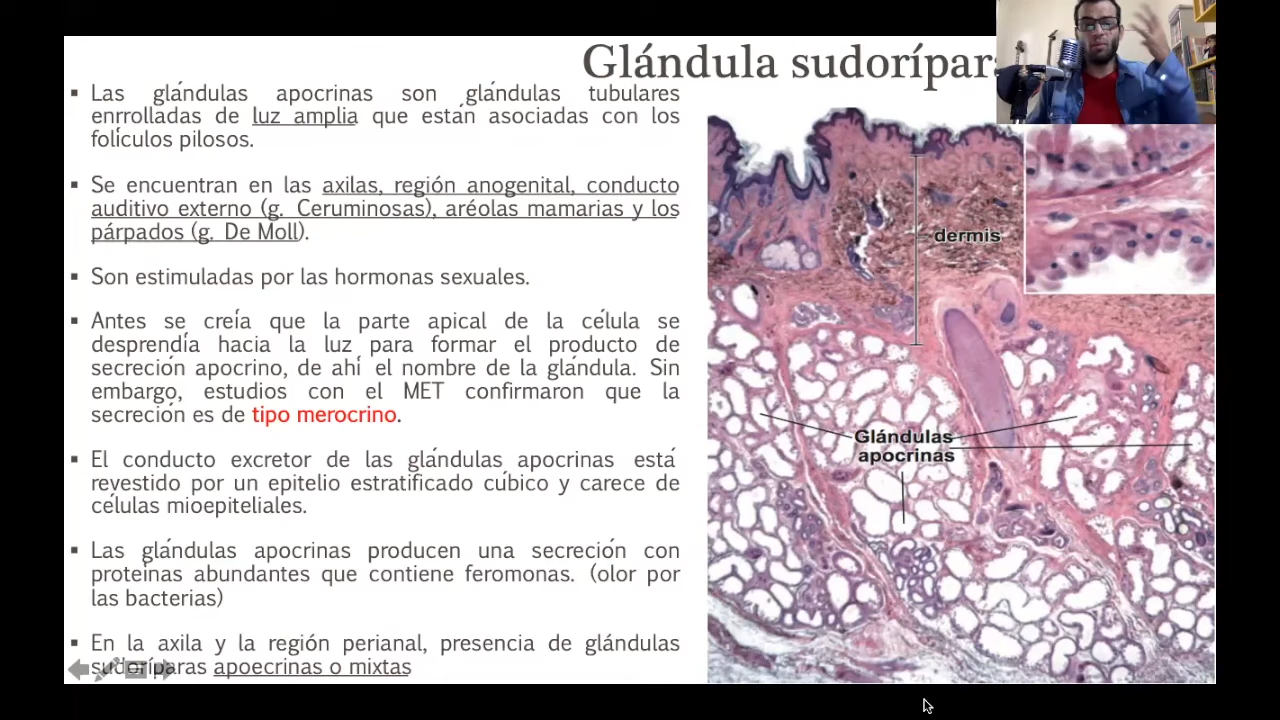 Glándula sudorípar
▪ Las glándulas apocrinas son glándulas tubulares
enrrolladas de luz amplia que están asociadas con los
folículos pilosos.
▪ Se encuentran en las axilas, región anogenital, conducto
auditivo externo (g. Ceruminosas), aréolas mamarias y los
párpados (g. De Moll).
▪ Son estimuladas por las hormonas sexuales.
▪ Antes se creía que la parte apical de la célula se
desprendía hacia la luz para formar el producto de
secreción apocrino, de ahí el nombre de la glándula. Sin
embargo, estudios con el MET confirmaron que la
secreción es de tipo merocrino.
▪ El conducto excretor de las glándulas apocrinas está
revestido por un epitelio estratificado cúbico y carece de
células mioepiteliales.
▪ Las glándulas apocrinas producen una secreción con
proteínas abundantes que contiene feromonas. (olor por
las bacterias)
▪ En la axila y la región perianal, presencia de glándulas
sudoríparas apoecrinas o mixtas
dermis
Glándulas
apocrinas